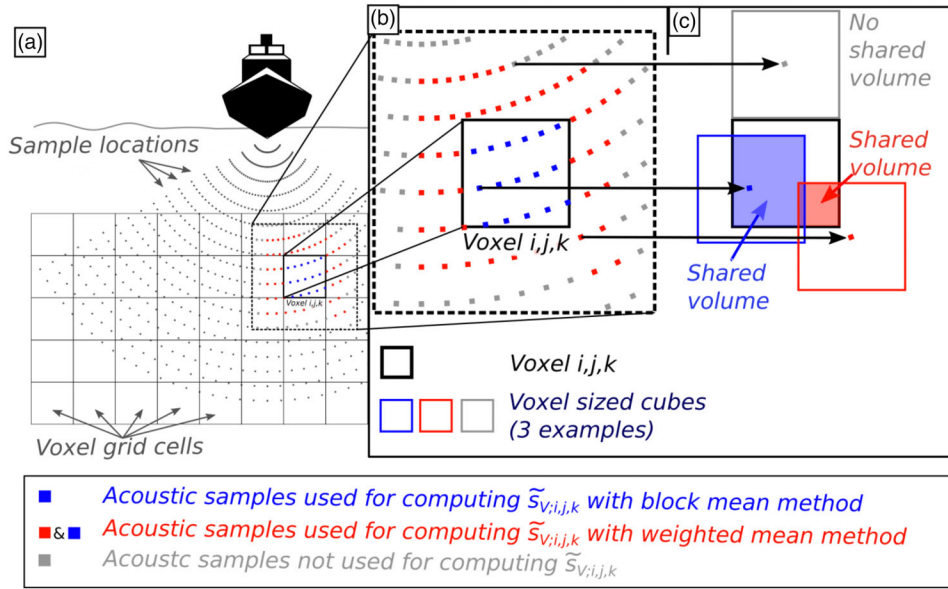 (a)
(b)
(c)
No
shared
volume
Sample locations
Shared
volume
Voxel i,j,k
Voxel i,j,k
Shared
volume
Voxel i,j,k
Voxel sized cubes
(3 examples)
Voxel grid cells
Acoustic samples used for computing s̃V;i,j,k with block mean method
& Acoustic samples used for computing s̃V;i,j,k with weighted mean method
Acoustc samples not used for computing s̃V;i,j,k